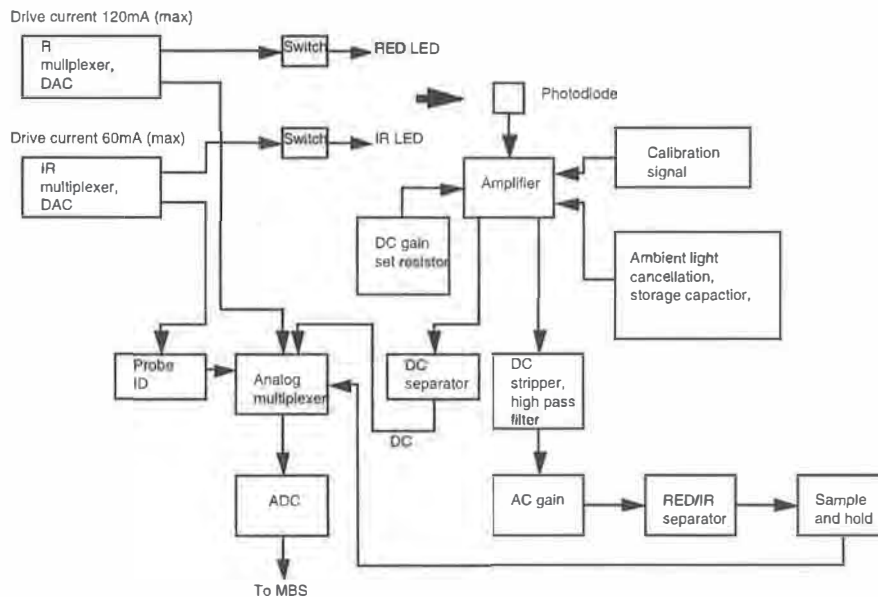 Drive current 120mA (max)
R
mullplexer,
DAC
Switch
RED LED
Photodiode
Drive current 60mA (max)
IR
multiplexer,
DAC
Switch
IR LED
Amplifier
Calibration
signal
DC gain
set resistor
Ambient light
cancellation,
storage capactior,
Probe
ID
Analog
multiplexer
DC
separator
DC
stripper,
high pass
filter
DC
ADC
AC gain
RED/IR
separator
Sample
and hold
To MBS